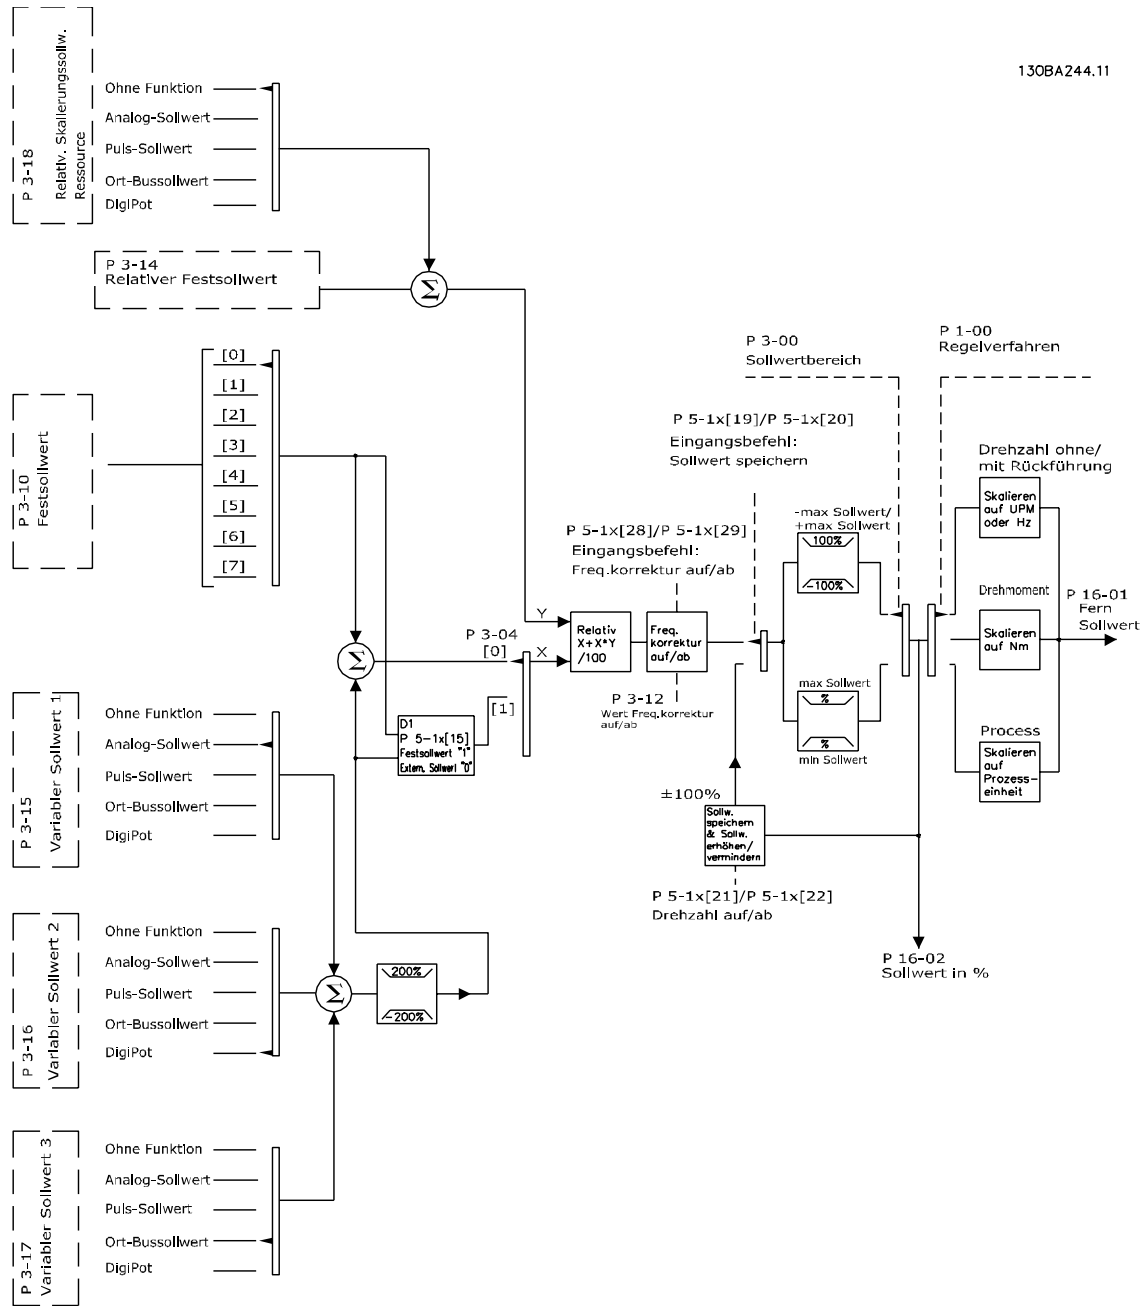 130BA244.11
P 3-18
Relativ. Skalierungssollw.
Ressource
Ohne Funktion
Analog-Sollwert
Puls-Sollwert
Ort-Bussollwert
DigiPot
P 3-14
Relativer Festsollwert
Σ
P 3-10
Festsollwert
[0]
[1]
[2]
[3]
[4]
[5]
[6]
[7]
P 3-00
Sollwertbereich
P 1-00
Regelverfahren
P 5-1x[19]/P 5-1x[20]
Eingangsbefehl:
Sollwert speichern
P 5-1x[28]/P 5-1x[29]
Eingangsbefehl:
Freq.korrektur auf/ab
-max Sollwert/
+max Sollwert
100%
-100%
Drehzahl ohne/
mit Rückführung
Skalieren
auf UPM
oder Hz
Drehmoment
Skalieren
auf Nm
P 16-01
Fern
Sollwert
Y
X
Relativ
X+X*Y
/100
Freq.
korrektur
auf/ab
P 3-04
[0]
[1]
Σ
D1
P 5-1x[15]
Festsollwert "1"
Extern. Sollwert "0"
P 3-12
Wert Freq.korrektur
auf/ab
max Sollwert
%
%
min Sollwert
Process
Skalieren
auf
Prozess-
einheit
±100%
Sollw.
speichern
& Sollw.
erhöhen/
vermindern
P 5-1x[21]/P 5-1x[22]
Drehzahl auf/ab
P 16-02
Sollwert in %
P 3-15
Variabler Sollwert 1
Ohne Funktion
Analog-Sollwert
Puls-Sollwert
Ort-Bussollwert
DigiPot
P 3-16
Variabler Sollwert 2
Ohne Funktion
Analog-Sollwert
Puls-Sollwert
Ort-Bussollwert
DigiPot
Σ
200%
-200%
P 3-17
Variabler Sollwert 3
Ohne Funktion
Analog-Sollwert
Puls-Sollwert
Ort-Bussollwert
DigiPot